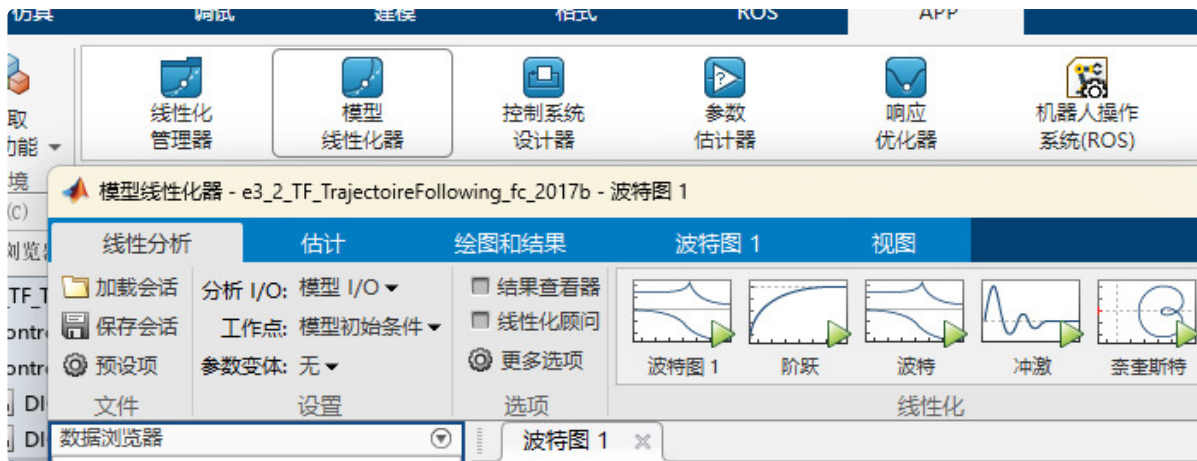 仿真 调试 建模 格式 ROS APP
线性化 模型 控制系统 参数 响应 机器人操作
取 管理器 线性化器 设计器 估计器 优化器 系统(ROS)
功能
境
模型线性化器 - e3_2_TF_TrajectoireFollowing_fc_2017b - 波特图 1
(C)
线性分析 估计 绘图和结果 波特图 1 视图
浏览
加载会话 分析 I/O: 模型 I/O 结果查看器
_TF_T
保存会话 工作点: 模型初始条件 线性化顾问
ontr
预设项 参数变体: 无 更多选项 波特图 1 阶跃 波特 冲激 奈奎斯特
ontr
文件 设置 选项 线性化
DI
数据浏览器 波特图 1
DI